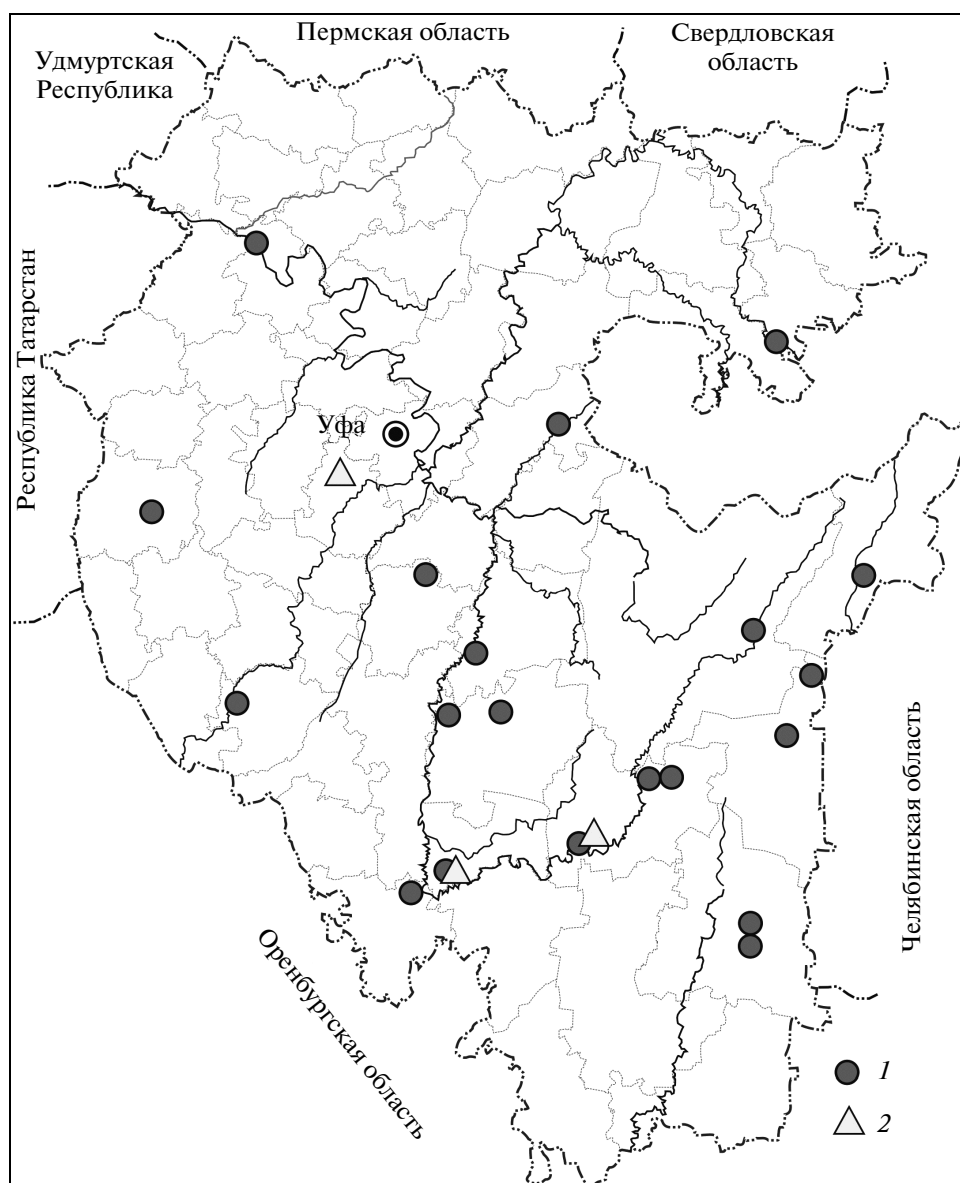 Пермская область
Свердловская
область
Удмуртская
Республика
Республика Татарстан
Уфа
Челябинская область
Оренбургская область
1
2